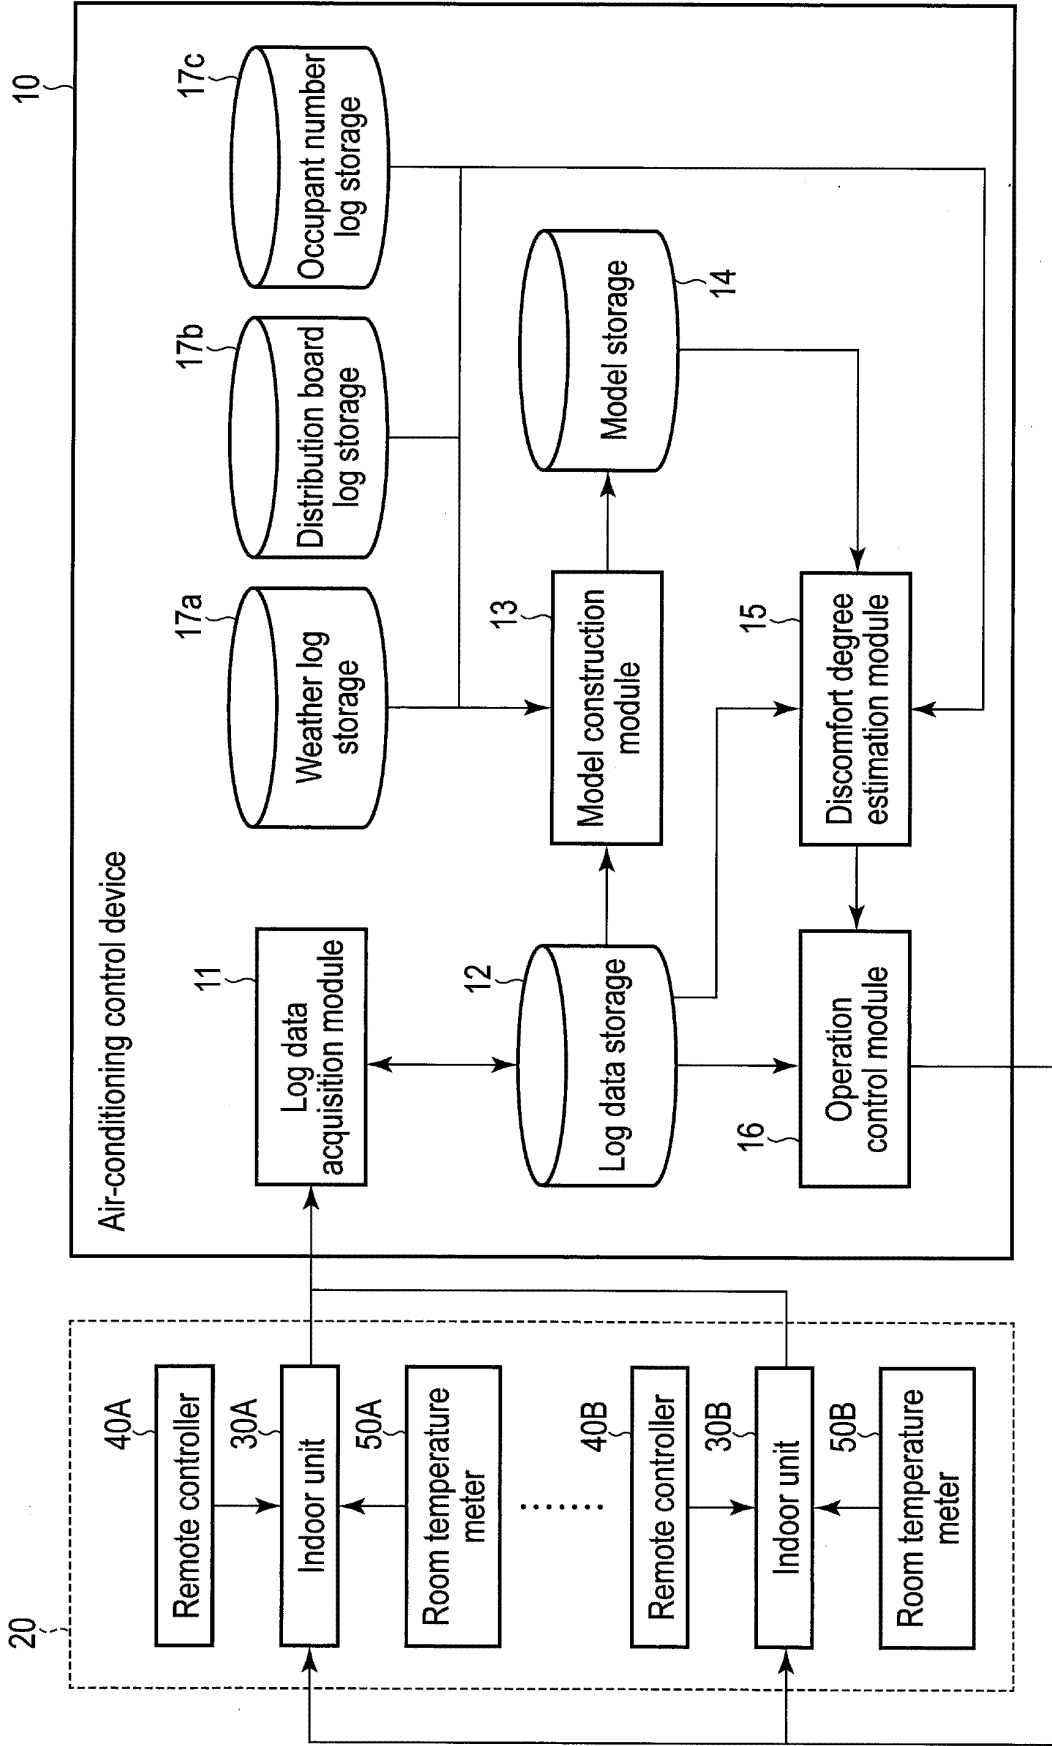 20
40A
Remote controller
30A
Indoor unit
50A
Room temperature
meter
40B
Remote controller
30B
Indoor unit
50B
Room temperature
meter
10
Air-conditioning control device
11
Log data
acquisition module
12
Log data storage
16
Operation
control module
17a
Weather log
storage
17b
Distribution board
log storage
17c
Occupant number
log storage
13
Model construction
module
14
Model storage
15
Discomfort degree
estimation module